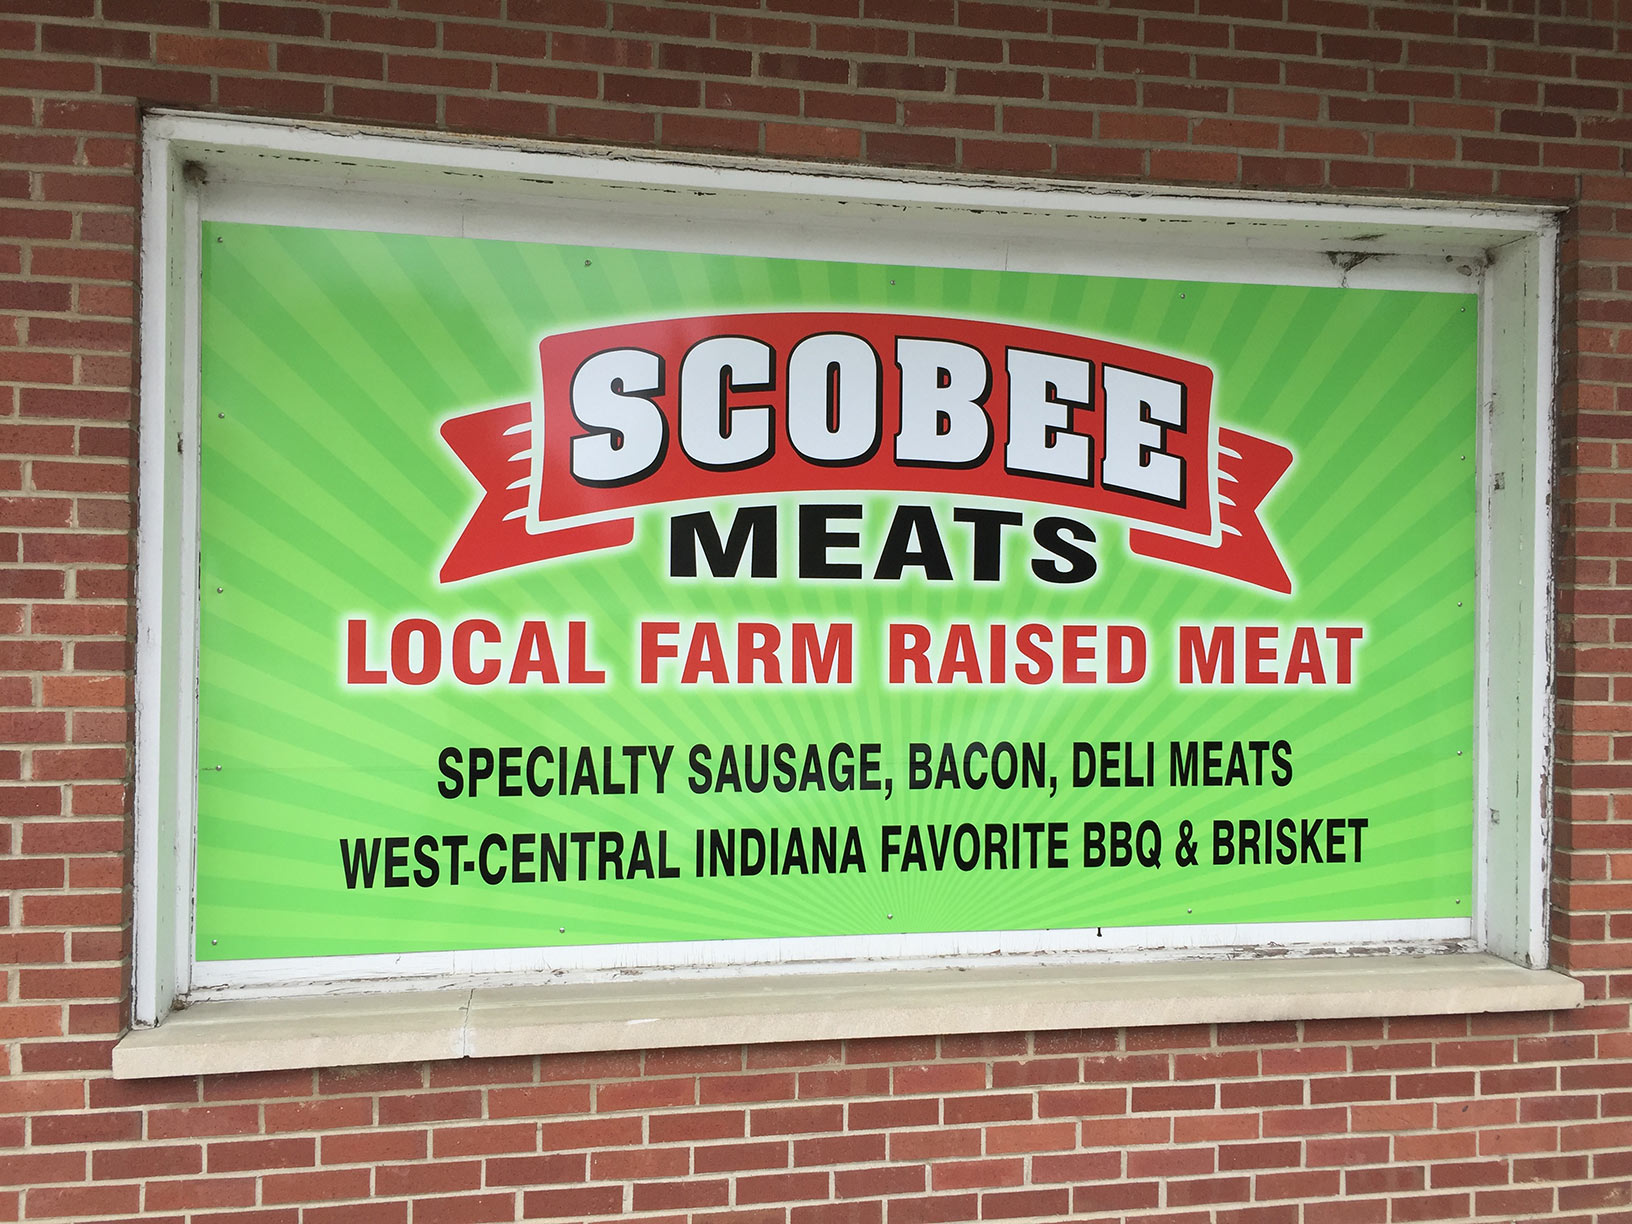 SCOBEE
MEATS
LOCAL FARM RAISED MEAT
SPECIALTY SAUSAGE, BACON, DELI MEATS
WEST-CENTRAL INDIANA FAVORITE BBQ & BRISKET